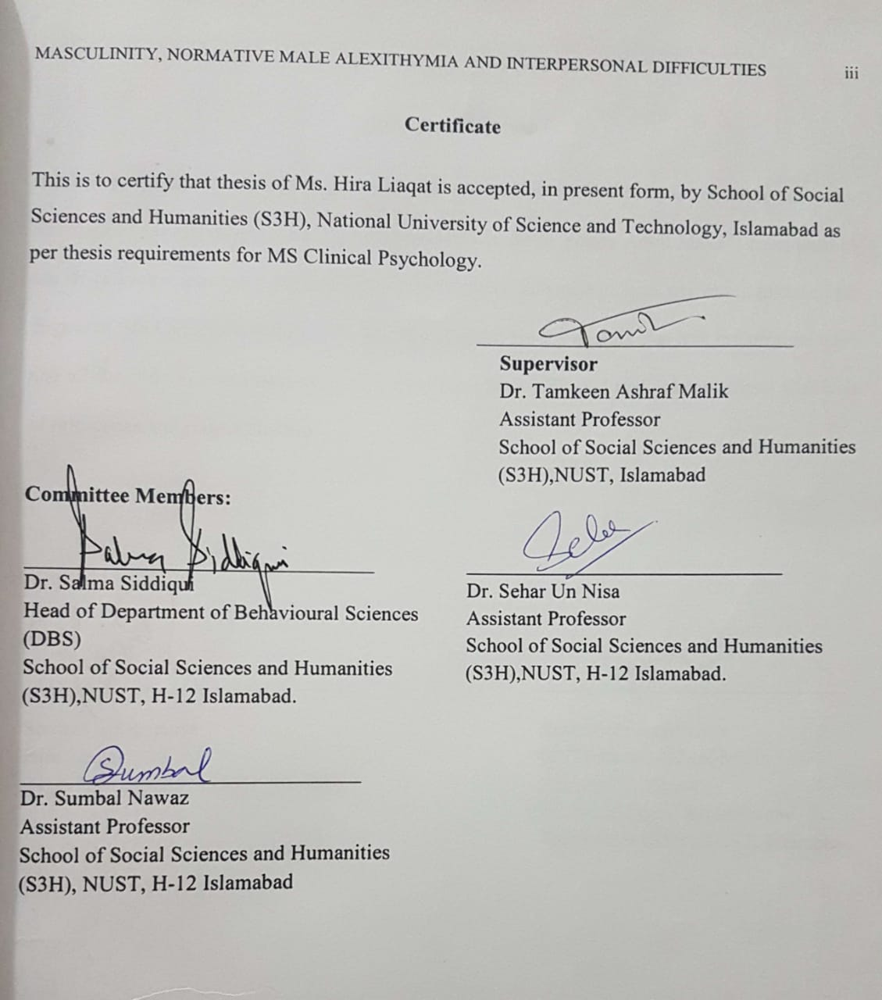 MASCULINITY, NORMATIVE MALE ALEXITHYMIA AND INTERPERSONAL DIFFICULTIES iii
Certificate
This is to certify that thesis of Ms. Hira Liaqat is accepted, in present form, by School of Social
Sciences and Humanities (S3H), National University of Science and Technology, Islamabad as
per thesis requirements for MS Clinical Psychology.
Supervisor
Dr. Tamkeen Ashraf Malik
Assistant Professor
School of Social Sciences and Humanities
(S3H),NUST, Islamabad
Committee Members:
Salma Siddiqui
Dr. Salma Siddiqui
Head of Department of Behavioural Sciences
(DBS)
School of Social Sciences and Humanities
(S3H),NUST, H-12 Islamabad.
Dr. Sehar Un Nisa
Assistant Professor
School of Social Sciences and Humanities
(S3H),NUST, H-12 Islamabad.
Sumbal
Dr. Sumbal Nawaz
Assistant Professor
School of Social Sciences and Humanities
(S3H), NUST, H-12 Islamabad